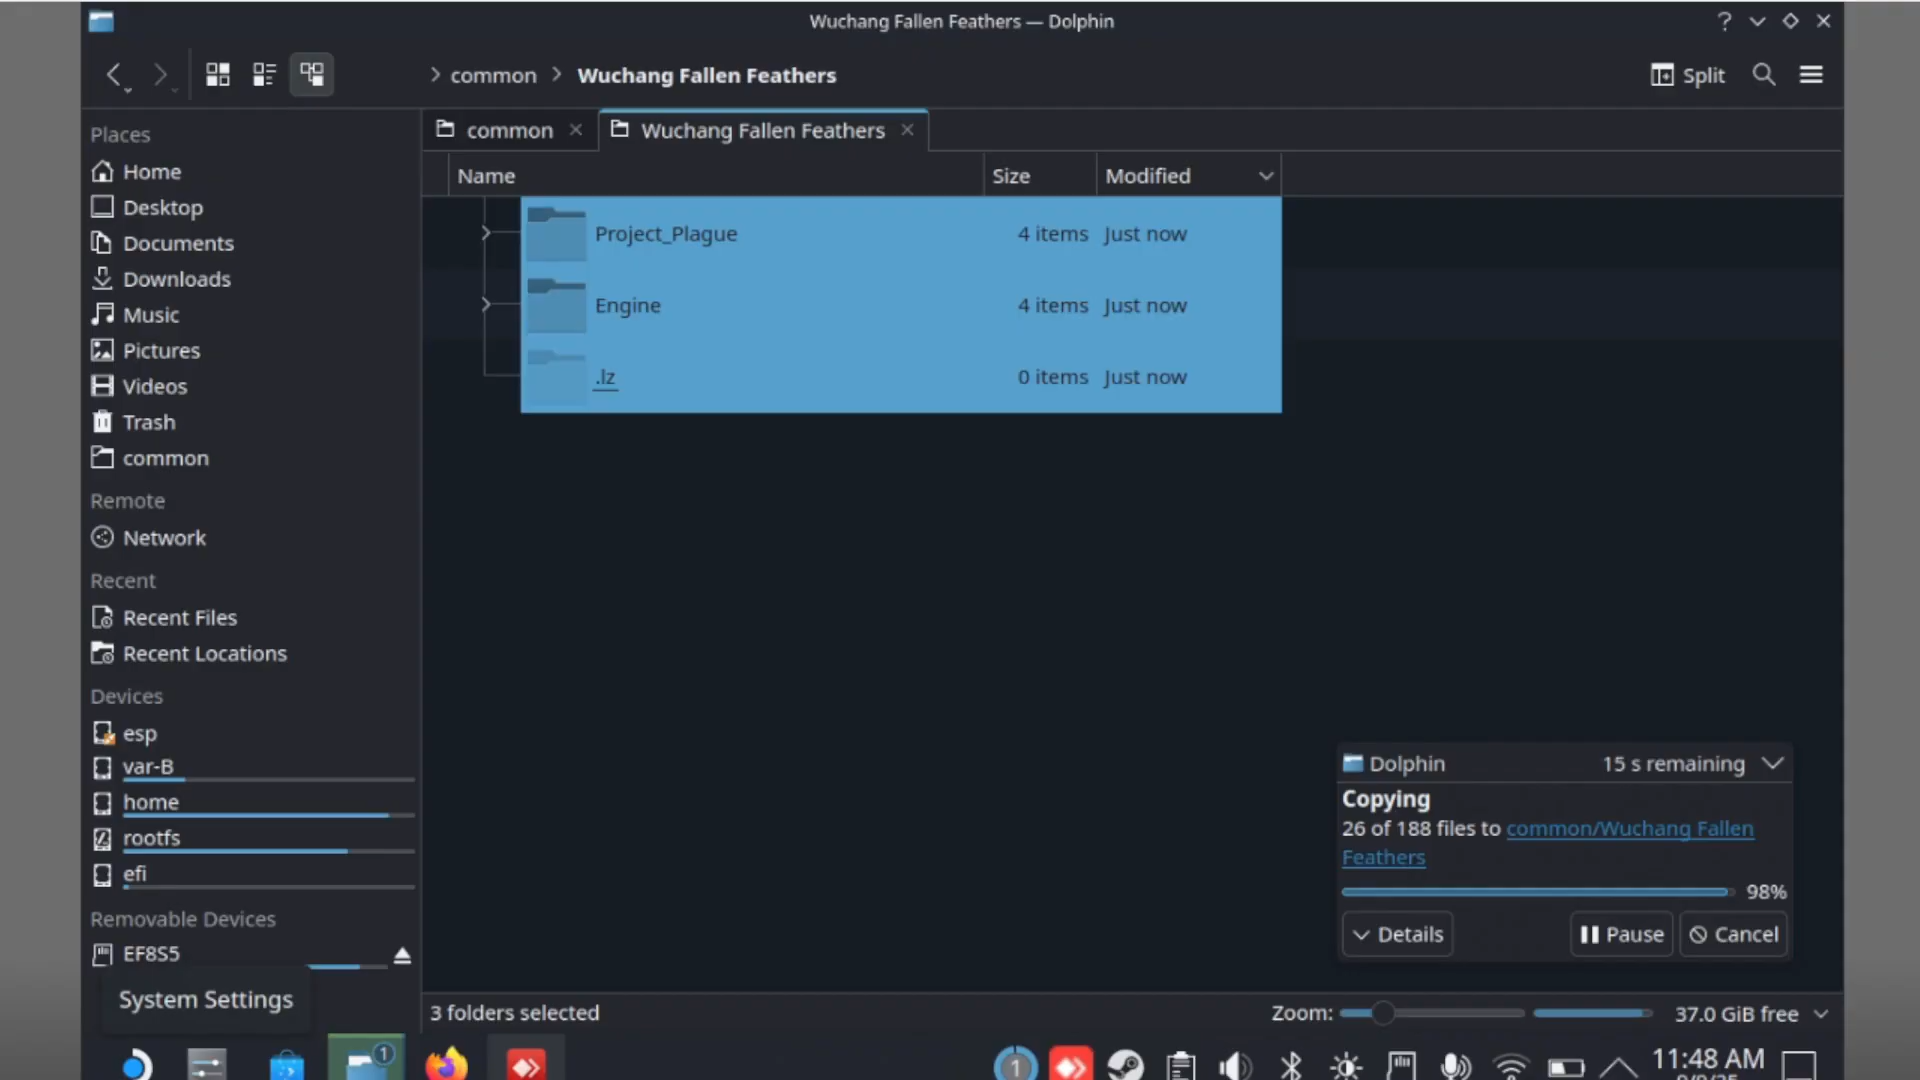 Wuchang Fallen Feathers — Dolphin
common
Wuchang Fallen Feathers
Split
common
Wuchang Fallen Feathers
Name
Size
Modified
Places
Home
Desktop
Documents
Downloads
Music
Pictures
Videos
Trash
common
Remote
Network
Recent
Recent Files
Recent Locations
Devices
esp
var-B
home
rootfs
efi
Removable Devices
EF8S5
System Settings
Project_Plague 4 items Just now
Engine 4 items Just now
.lz 0 items Just now
Dolphin 15 s remaining
Copying
26 of 188 files to common/Wuchang Fallen
Feathers
98%
Details
Pause
Cancel
3 folders selected
Zoom:
37.0 GiB free
1
1
11:48 AM